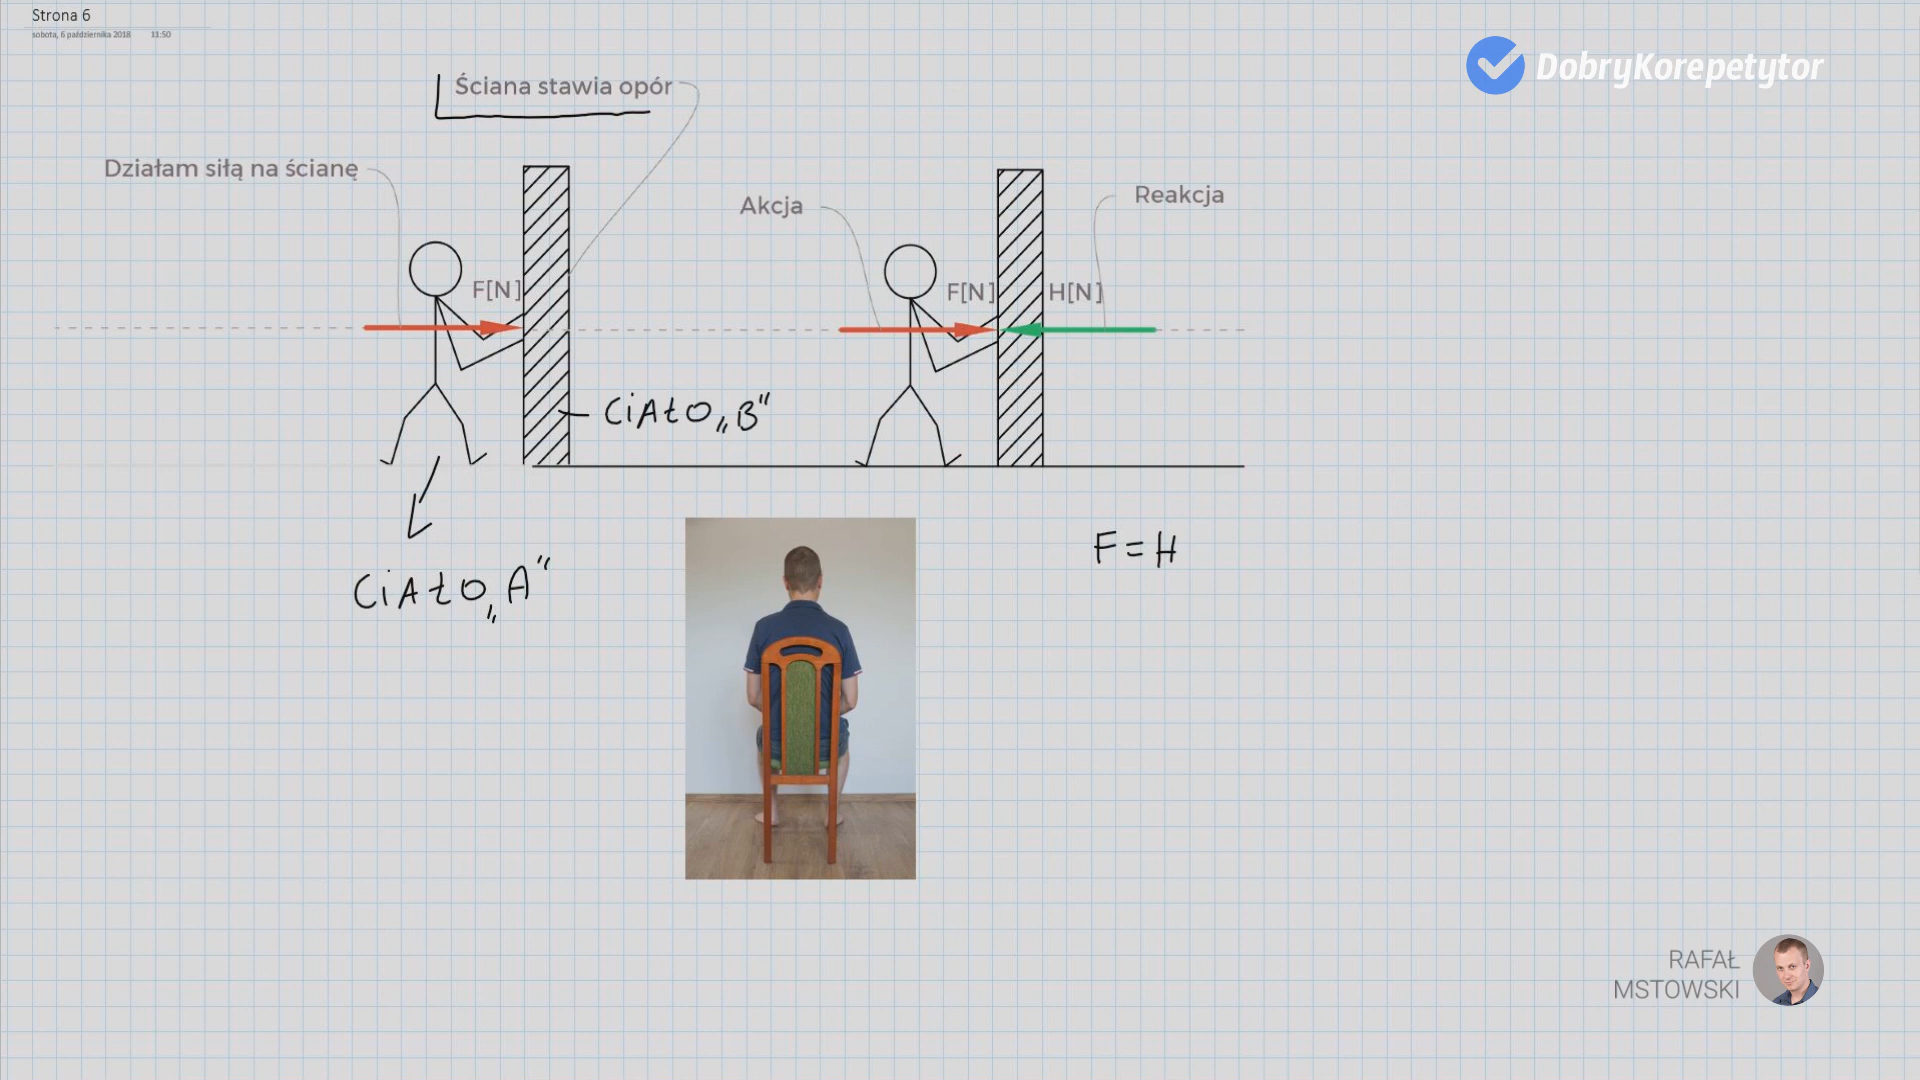 Strona 6
sobota, 6 października 2018 11:50
DobryKorepetytor
Ściana stawia opór
Działam siłą na ścianę
Akcja
Reakcja
F[N]
F[N]
H[N]
CiAŁO „B”
F=H
CiAŁO „A”
RAFAŁ
MSTOWSKI